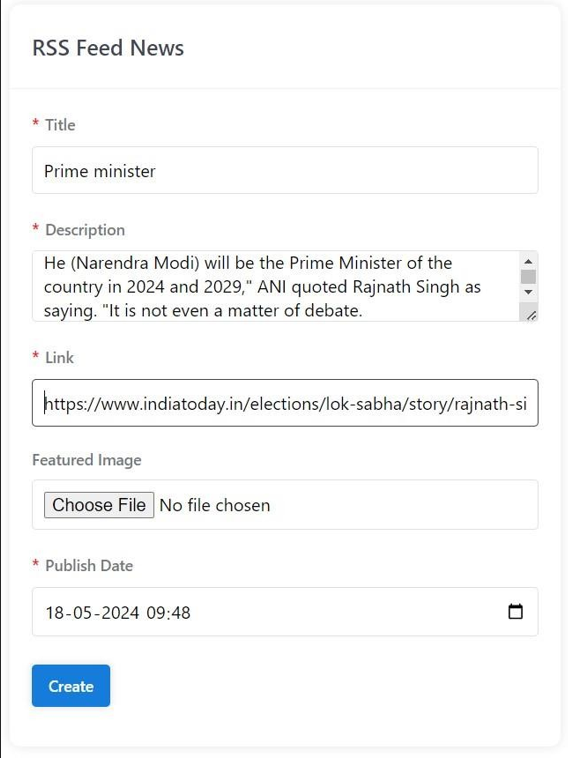 RSS Feed News
* Title
Prime minister
* Description
He (Narendra Modi) will be the Prime Minister of the
country in 2024 and 2029," ANI quoted Rajnath Singh as
saying. "It is not even a matter of debate.
* Link
https://www.indiatoday.in/elections/lok-sabha/story/rajnath-si
Featured Image
Choose File No file chosen
* Publish Date
18-05-2024 09:48
Create